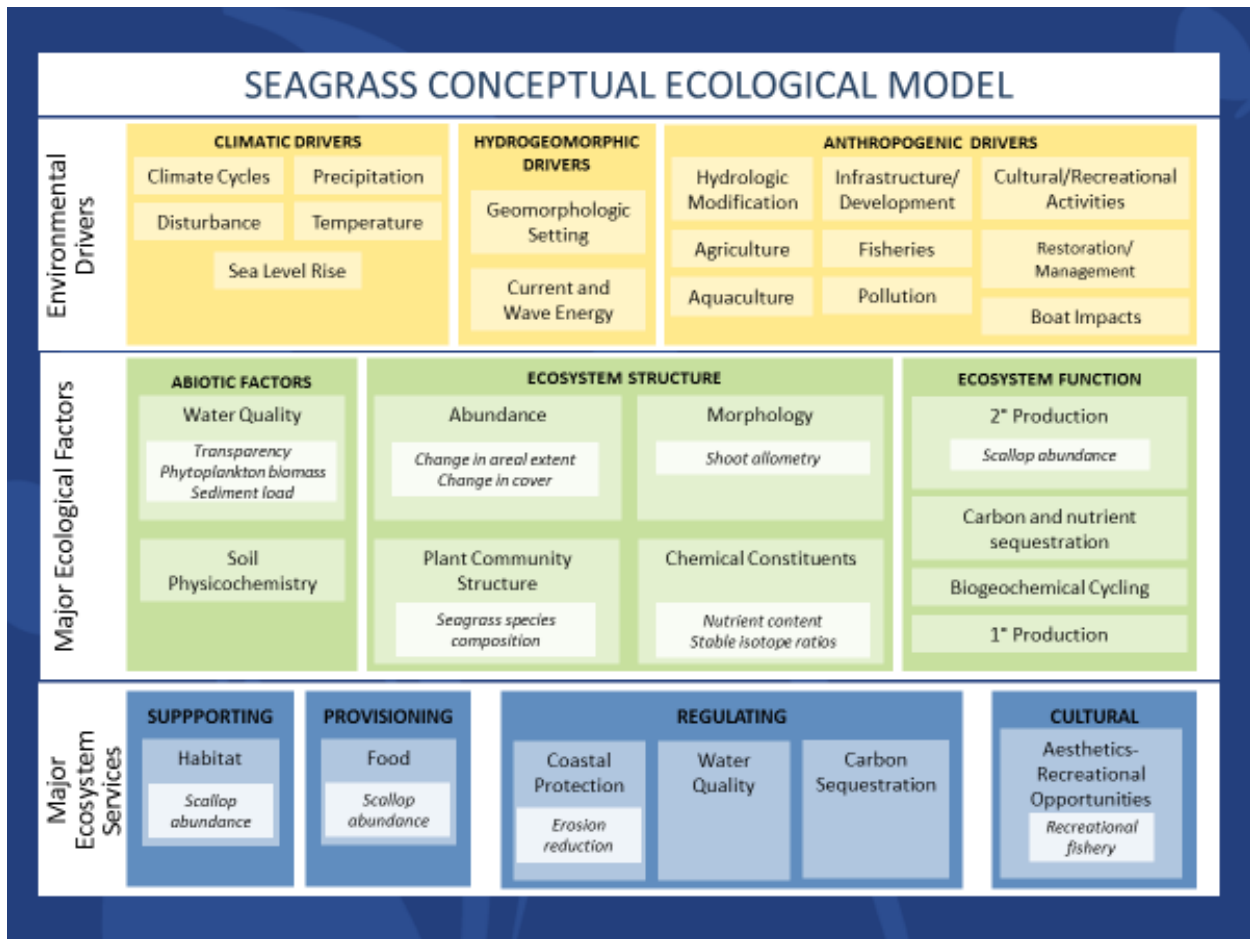 SEAGRASS CONCEPTUAL ECOLOGICAL MODEL
Environmental
Drivers
CLIMATIC DRIVERS
Climate Cycles
Precipitation
Disturbance
Temperature
Sea Level Rise
HYDROGEOMORPHIC
DRIVERS
Geomorphologic
Setting
Current and
Wave Energy
ANTHROPOGENIC DRIVERS
Hydrologic
Modification
Infrastructure/
Development
Cultural/Recreational
Activities
Agriculture
Fisheries
Restoration/
Management
Aquaculture
Pollution
Boat Impacts
Major Ecological Factors
ABIOTIC FACTORS
Water Quality
Transparency
Phytoplankton biomass
Sediment load
Soil
Physicochemistry
ECOSYSTEM STRUCTURE
Abundance
Change in areal extent
Change in cover
Morphology
Shoot allometry
Plant Community
Structure
Seagrass species
composition
Chemical Constituents
Nutrient content
Stable isotope ratios
ECOSYSTEM FUNCTION
2° Production
Scallop abundance
Carbon and nutrient
sequestration
Biogeochemical Cycling
1° Production
Major
Ecosystem
Services
SUPPPORTING
Habitat
Scallop
abundance
PROVISIONING
Food
Scallop
abundance
REGULATING
Coastal
Protection
Erosion
reduction
Water
Quality
Carbon
Sequestration
CULTURAL
Aesthetics-
Recreational
Opportunities
Recreational
fishery